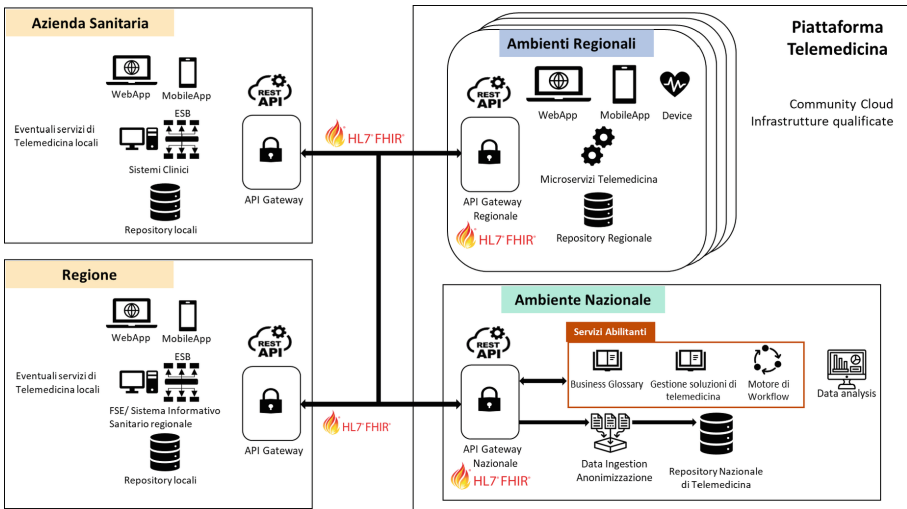 Azienda Sanitaria
WebApp
MobileApp
ESB
Eventuali servizi di
Telemedicina locali
Sistemi Clinici
Repository locali
REST
API
API Gateway
HL7® FHIR®
Regione
WebApp
MobileApp
ESB
Eventuali servizi di
Telemedicina locali
FSE/ Sistema Informativo
Sanitario regionale
Repository locali
REST
API
API Gateway
HL7® FHIR®
Piattaforma
Telemedicina
Community Cloud
Infrastrutture qualificate
Ambienti Regionali
REST
API
WebApp
MobileApp
Device
Microservizi Telemedicina
API Gateway
Regionale
HL7® FHIR®
Repository Regionale
Ambiente Nazionale
REST
API
Servizi Abilitanti
Business Glossary
Gestione soluzioni di
telemedicina
Motore di
Workflow
Data analysis
API Gateway
Nazionale
HL7® FHIR®
Data Ingestion
Anonimizzazione
Repository Nazionale
di Telemedicina